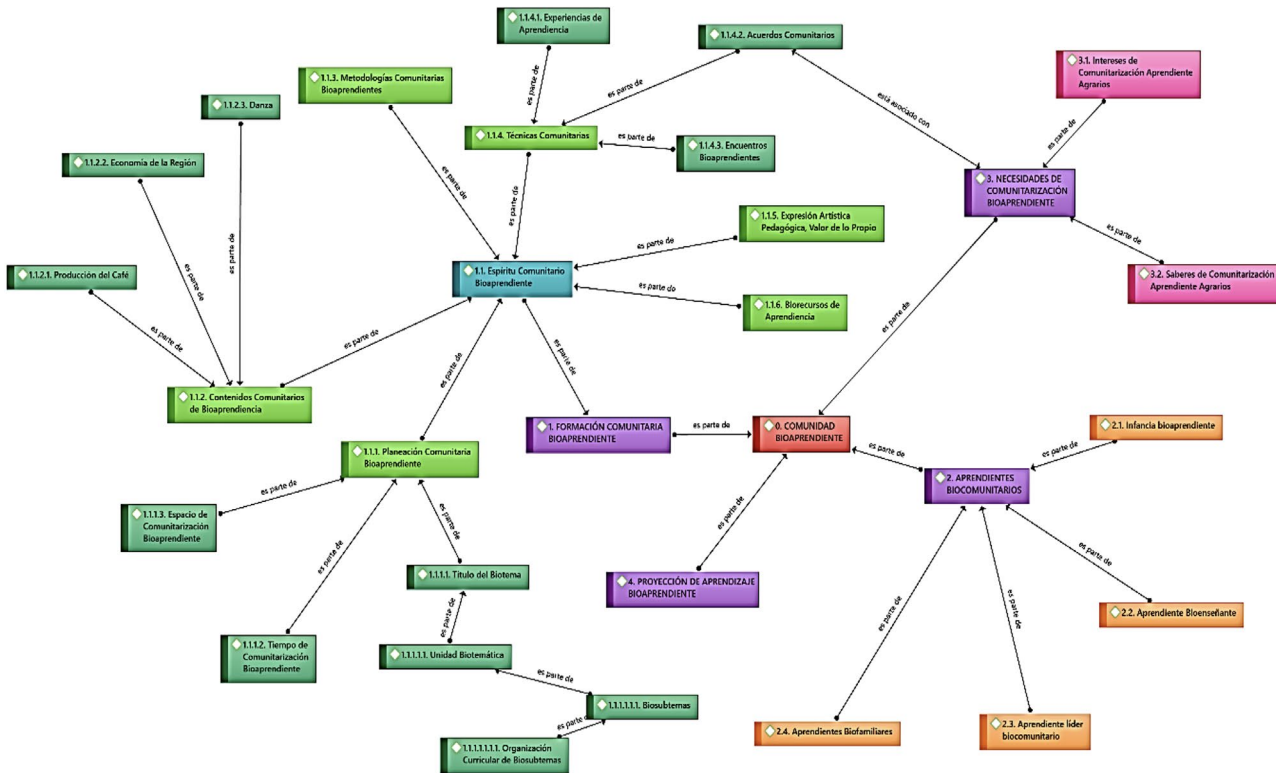 1.1.4.1. Experiencias de
Aprendiencia
1.1.4.2. Acuerdos Comunitarios
es parte de
es parte de
está asociado con
3.1. Intereses de
Comunitarización Aprendiente
Agrarios
es parte de
1.1.3. Metodologías Comunitarias
Bioaprendientes
es parte de
1.1.2.3. Danza
es parte de
1.1.4. Técnicas Comunitarias
es parte de
1.1.4.3. Encuentros
Bioaprendientes
es parte de
1.1.2.2. Economía de la Región
es parte de
3. NECESIDADES DE
COMUNITARIZACIÓN
BIOAPRENDIENTE
es parte de
es parte de
1.1.5. Expresión Artística
Pedagógica, Valor de lo Propio
es parte de
1.1.2.1. Producción del Café
es parte de
1.1. Espíritu Comunitario
Bioaprendiente
3.2. Saberes de Comunitarización
Aprendiente Agrarios
es parte de
1.1.6. Biorecursos de
Aprendiencia
es parte de
es parte de
es parte de
1.1.2. Contenidos Comunitarios
de Bioaprendiencia
1. FORMACIÓN COMUNITARIA
BIOAPRENDIENTE
es parte de
0. COMUNIDAD
BIOAPRENDIENTE
2.1. Infancia bioaprendiente
es parte de
es parte de
1.1.1. Planeación Comunitaria
Bioaprendiente
2. APRENDIENTES
BIOCOMUNITARIOS
es parte de
1.1.1.3. Espacio de
Comunitarización
Bioaprendiente
es parte de
es parte de
es parte de
es parte de
1.1.1.1. Título del Biotema
4. PROYECCIÓN DE APRENDIZAJE
BIOAPRENDIENTE
es parte de
es parte de
es parte de
2.2. Aprendiente Bioenseñante
1.1.1.2. Tiempo de
Comunitarización
Bioaprendiente
1.1.1.1.1. Unidad Biotemática
es parte de
1.1.1.1.1.1. Biosubtemas
es parte de
2.4. Aprendientes Biofamiliares
2.3. Aprendiente líder
biocomunitario
1.1.1.1.1.1.1. Organización
Curricular de Biosubtemas